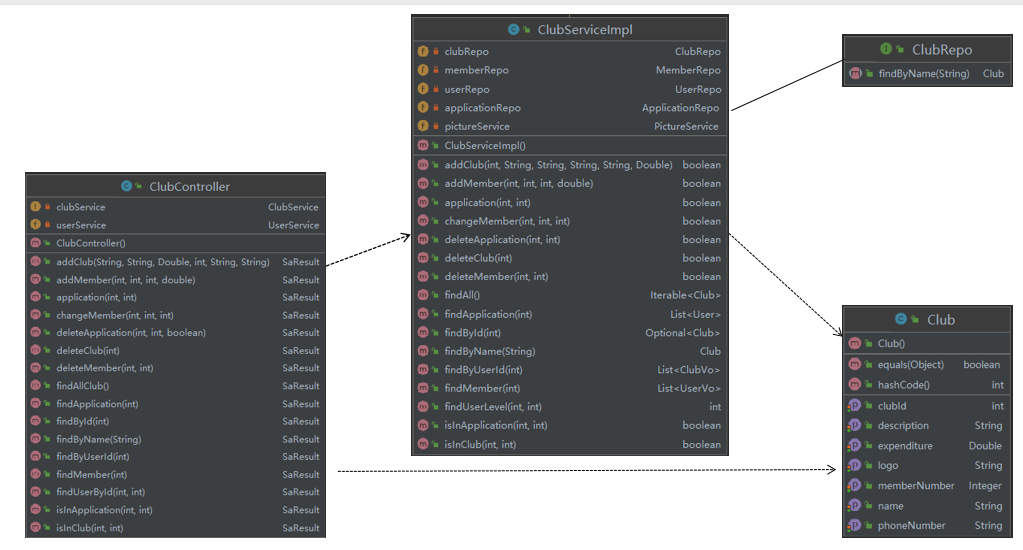 ClubServiceImpl
clubRepo ClubRepo
memberRepo MemberRepo
userRepo UserRepo
applicationRepo ApplicationRepo
pictureService PictureService
ClubServiceImpl()
addClub(int, String, String, String, String, Double) boolean
addMember(int, int, int, double) boolean
application(int, int) boolean
changeMember(int, int, int) boolean
deleteApplication(int, int) boolean
deleteClub(int) boolean
deleteMember(int, int) boolean
findAll() Iterable<Club>
findApplication(int) List<User>
findById(int) Optional<Club>
findByName(String) Club
findByUserId(int) List<ClubVo>
findMember(int) List<UserVo>
findUserLevel(int, int) int
isInApplication(int, int) boolean
isInClub(int, int) boolean
ClubRepo
findByName(String) Club
ClubController
clubService ClubService
userService UserService
ClubController()
addClub(String, String, Double, int, String, String) SaResult
addMember(int, int, int, double) SaResult
application(int, int) SaResult
changeMember(int, int, int) SaResult
deleteApplication(int, int, boolean) SaResult
deleteClub(int) SaResult
deleteMember(int, int) SaResult
findAllClub() SaResult
findApplication(int) SaResult
findById(int) SaResult
findByName(String) SaResult
findByUserId(int) SaResult
findMember(int) SaResult
findUserById(int, int) SaResult
isInApplication(int, int) SaResult
isInClub(int, int) SaResult
Club
Club()
equals(Object) boolean
hashCode() int
clubId int
description String
expenditure Double
logo String
memberNumber Integer
name String
phoneNumber String